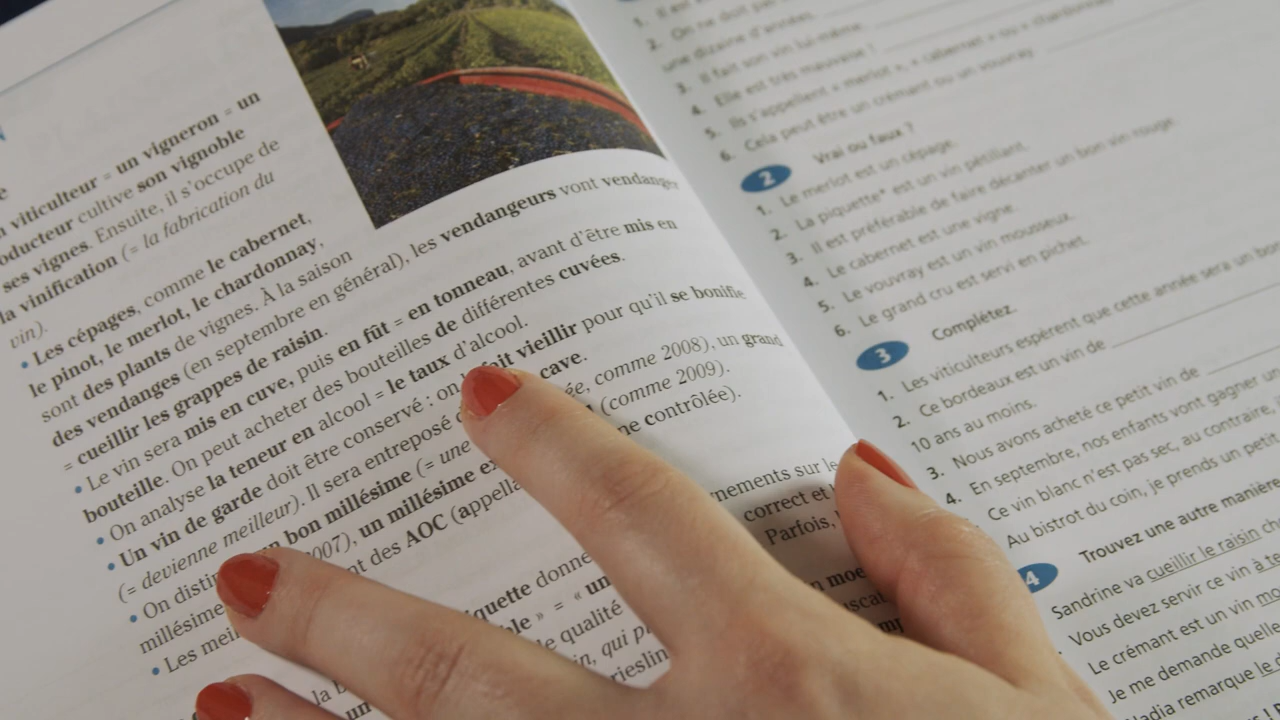 viticulteur = un vigneron = un
oducteur cultive son vignoble
ses vignes. Ensuite, il s'occupe de
la vinification (= la fabrication du
vin).
• Les cépages, comme le cabernet,
le pinot, le merlot, le chardonnay,
sont des plants de vignes. À la saison
des vendanges (en septembre en général), les vendangeurs vont vendanger
= cueillir les grappes de raisin.
• Le vin sera mis en cuve, puis en fût = en tonneau, avant d'être mis en
bouteille. On peut acheter des bouteilles de différentes cuvées.
• On analyse la teneur en alcool = le taux d'alcool.
• Un vin de garde doit être conservé : on fait vieillir pour qu'il se bonifie
(= devienne meilleur). Il sera entreposé cave.
• On distin un bon millésime (= une ée, comme 2008), un grand
millésime 2007), un millésime ex (comme 2009).
• Les mei nt des AOC (appella ne contrôlée).
nements sur le
correct et
Parfois,
iquette donne
ble » = « un
e qualité
in, qui
rieslin
la
un
1. Il est
2. On ne doit pas
une dizaine d'années.
3. Il fait son vin lui-même.
4. Elle est très mauvaise !
5. Ils s'appellent « merlot », « cabernet » ou « chardonnay
6. Cela peut être un crémant ou un vouvray.
2 Vrai ou faux ?
1. Le merlot est un cépage.
2. La piquette* est un vin pétillant.
3. Il est préférable de faire décanter un bon vin rouge.
4. Le cabernet est une vigne.
5. Le vouvray est un vin mousseux.
6. Le grand cru est servi en pichet.
3 Complétez.
1. Les viticulteurs espèrent que cette année sera un bon
2. Ce bordeaux est un vin de
10 ans au moins.
3. Nous avons acheté ce petit vin de
4. En septembre, nos enfants vont gagner un
Ce vin blanc n'est pas sec, au contraire,
Au bistrot du coin, je prends un petit
4 Trouvez une autre manière
Sandrine va cueillir le raisin ch
Vous devez servir ce vin à te
Le crémant est un vin mo
Je me demande quelle
adia remarque le d